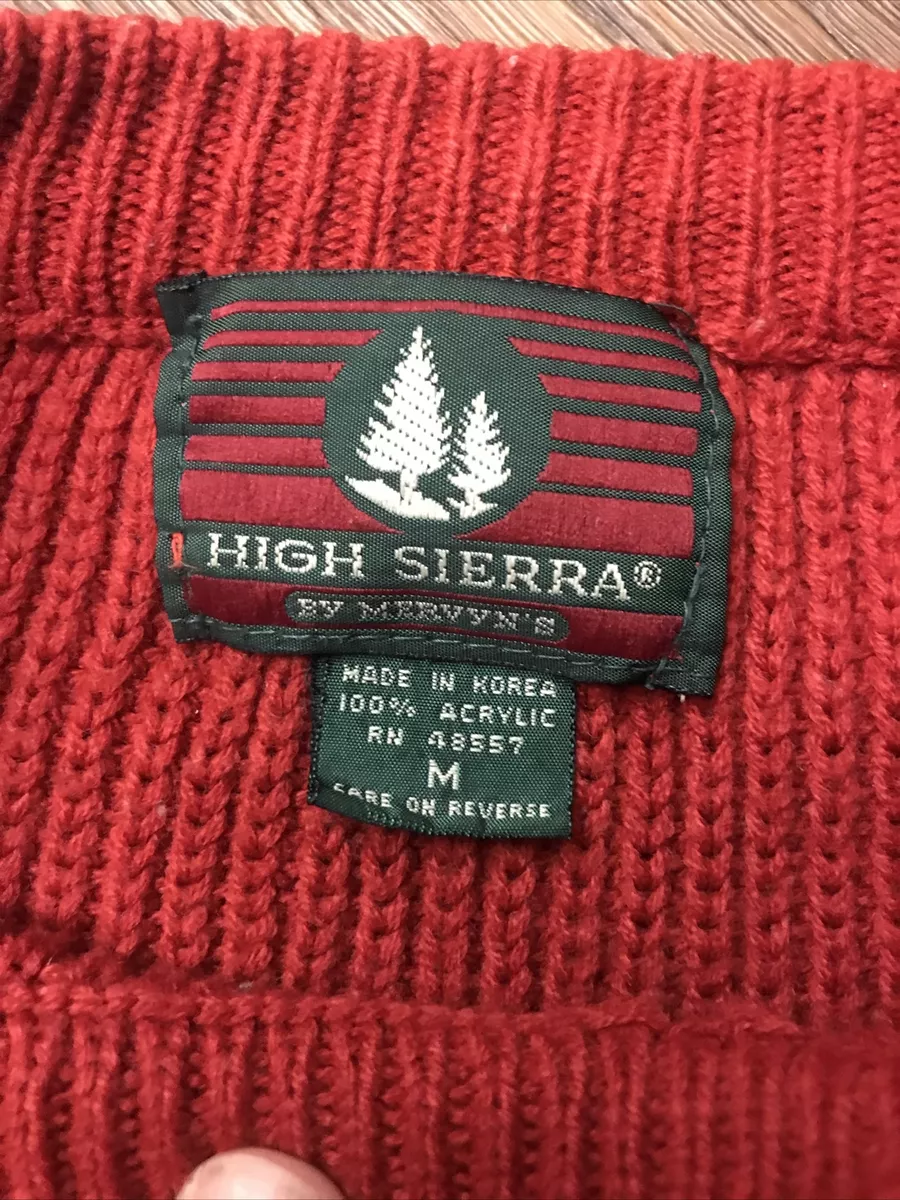 HIGH SIERRA®
BY MERVYN'S
MADE IN KOREA
100% ACRYLIC
RN 48557
M
CARE ON REVERSE